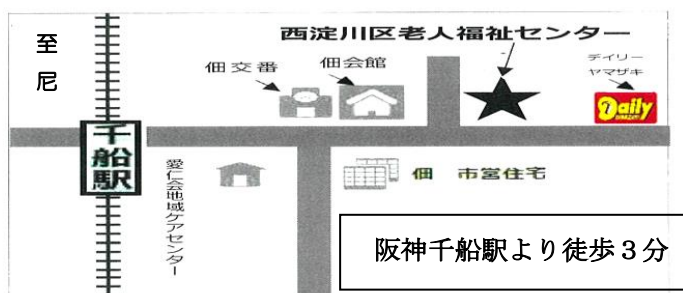 西淀川区老人福祉センター
至
尼
佃交番
佃会館
デイリー
ヤマザキ
Daily
千船駅
愛仁会地域ケアセンター
佃 市営住宅
阪神千船駅より徒歩３分